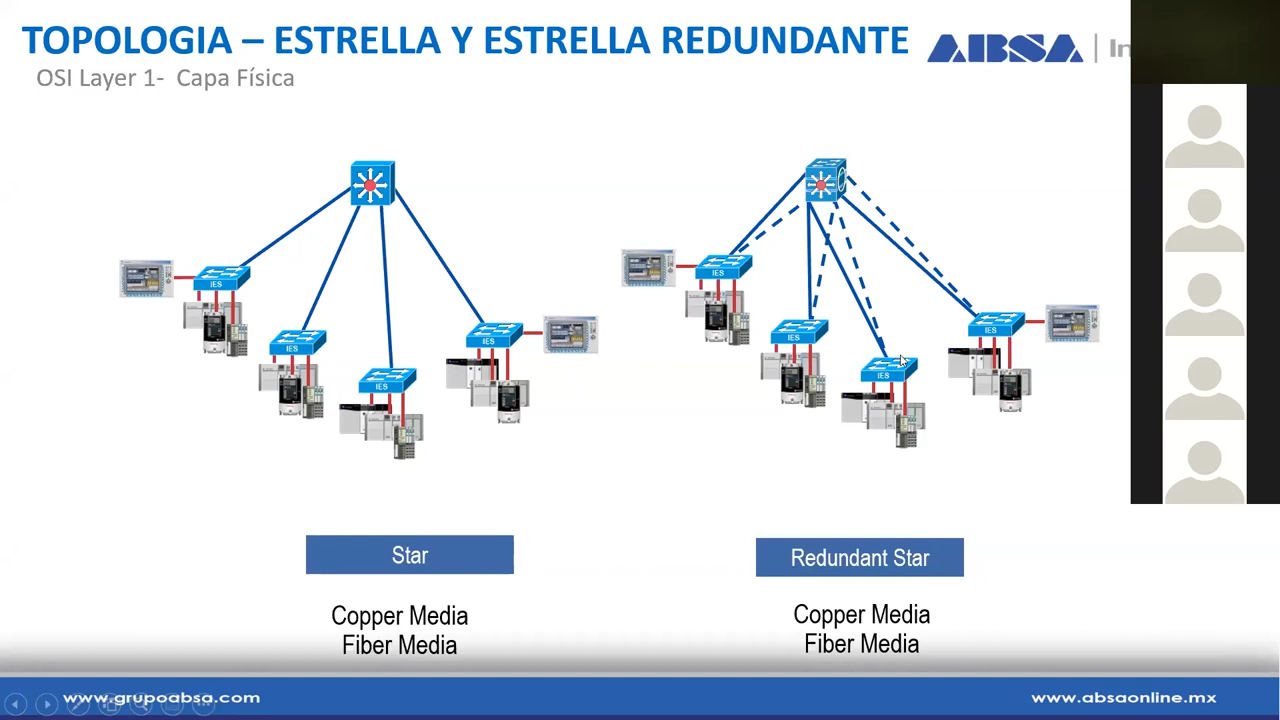 TOPOLOGIA – ESTRELLA Y ESTRELLA REDUNDANTE
ABSA
OSI Layer 1-  Capa Física
IES
IES
IES
IES
IES
IES
IES
IES
Star
Redundant Star
Copper Media
Fiber Media
Copper Media
Fiber Media
www.grupoabsa.com
www.absaonline.mx